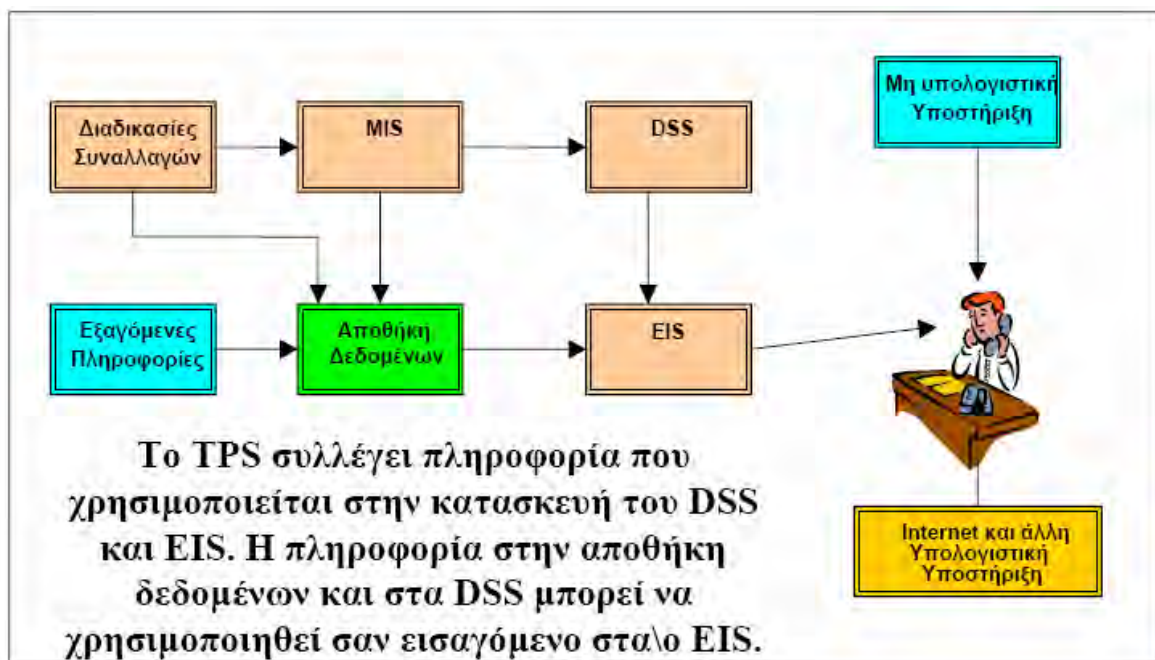 Διαδικασίες
Συναλλαγών
MIS
DSS
Μη υπολογιστική
Υποστήριξη
Εξαγόμενες
Πληροφορίες
Αποθήκη
Δεδομένων
EIS
Το TPS συλλέγει πληροφορία που
χρησιμοποιείται στην κατασκευή του DSS
και EIS. Η πληροφορία στην αποθήκη
δεδομένων και στα DSS μπορεί να
χρησιμοποιηθεί σαν εισαγόμενο στα\ο EIS.
Internet και άλλη
Υπολογιστική
Υποστήριξη